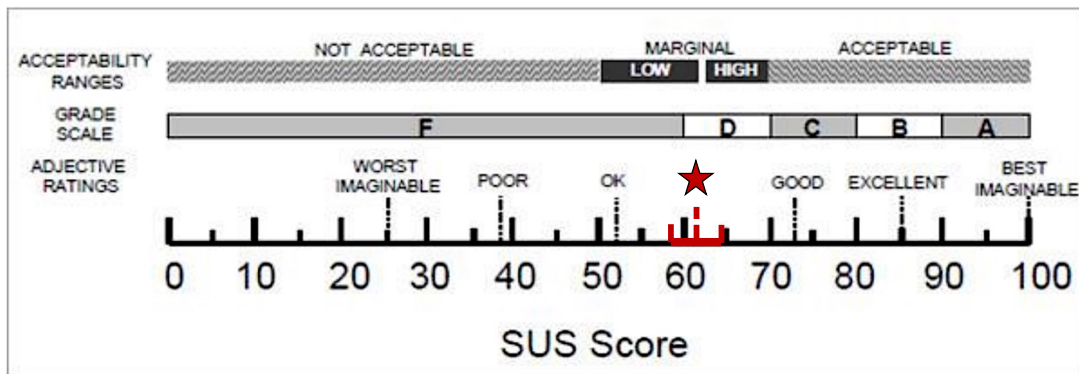 NOT ACCEPTABLE MARGINAL ACCEPTABLE
ACCEPTABILITY
RANGES
LOW HIGH
GRADE
SCALE
F D C B A
ADJECTIVE
RATINGS
WORST
IMAGINABLE
POOR
OK
GOOD
EXCELLENT
BEST
IMAGINABLE
0 10 20 30 40 50 60 70 80 90 100
SUS Score